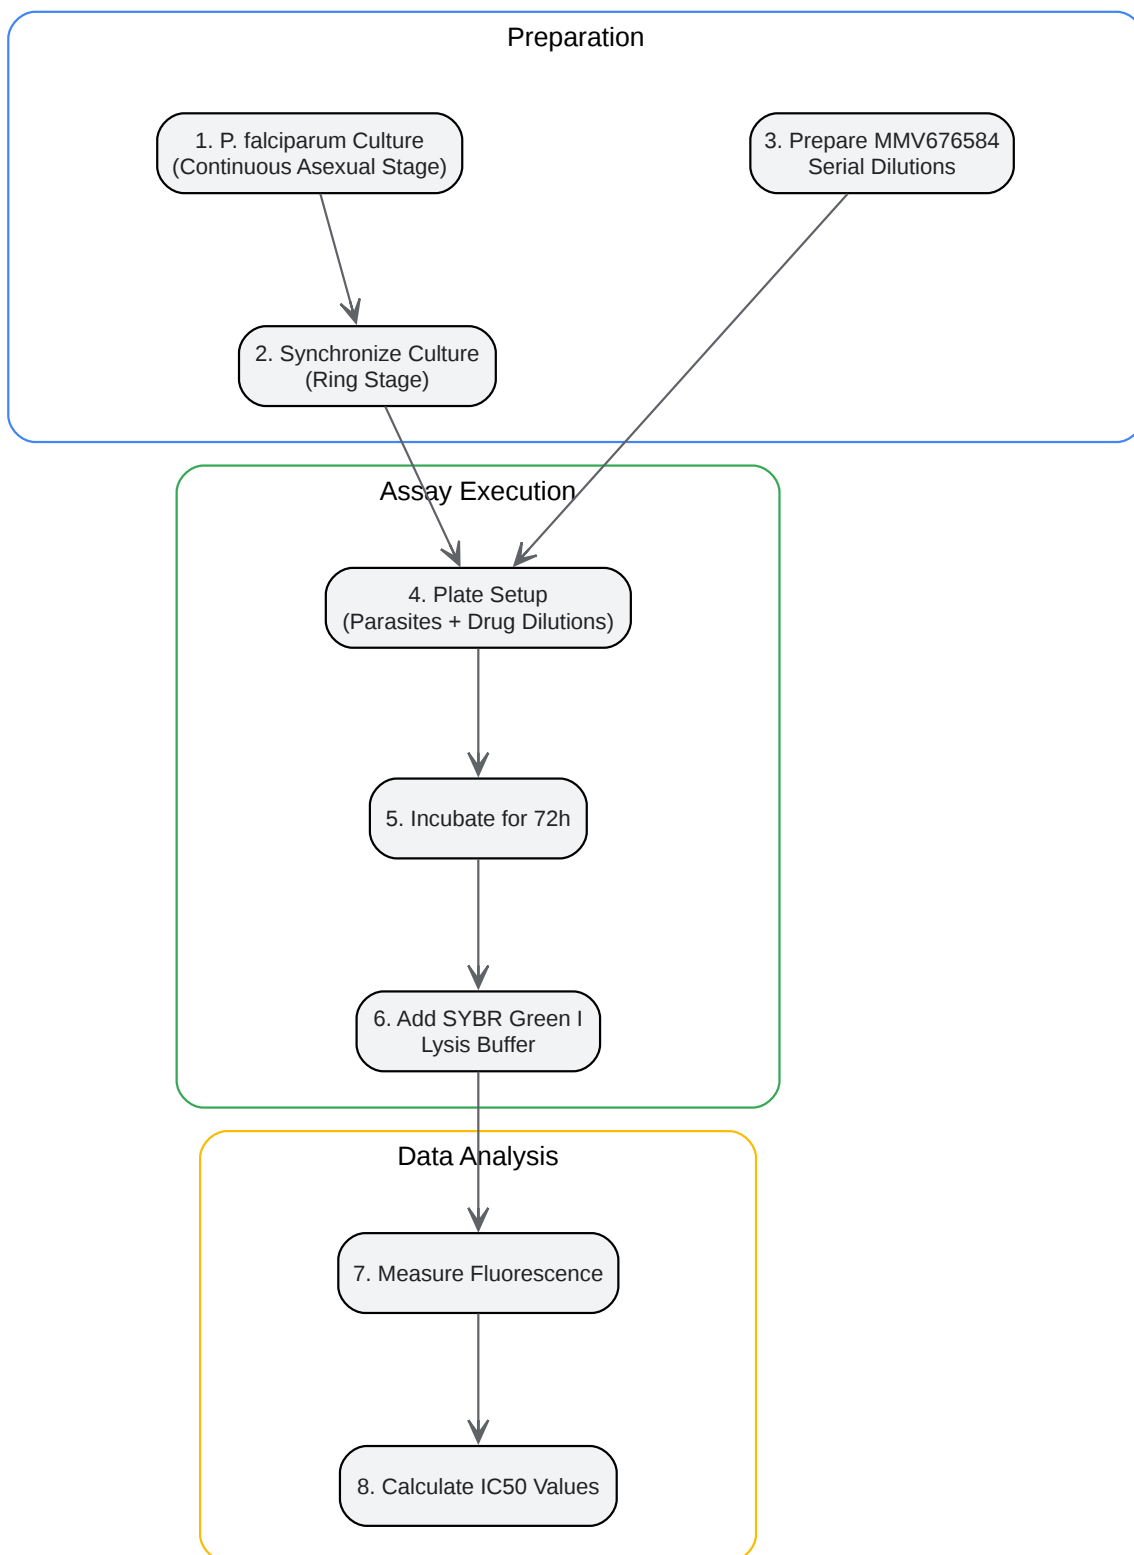 Preparation
1. P. falciparum Culture
(Continuous Asexual Stage)
3. Prepare MMV676584
Serial Dilutions
2. Synchronize Culture
(Ring Stage)
Assay Execution
4. Plate Setup
(Parasites + Drug Dilutions)
5. Incubate for 72h
6. Add SYBR Green I
Lysis Buffer
Data Analysis
7. Measure Fluorescence
8. Calculate IC50 Values